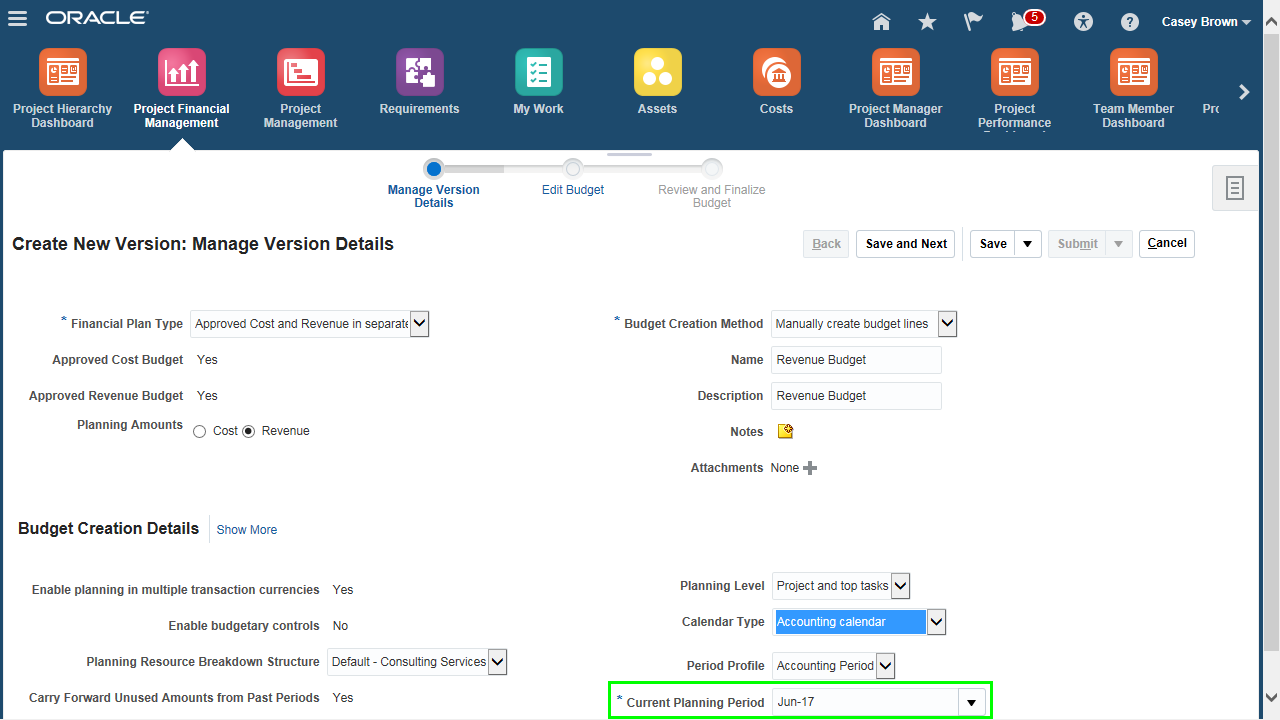 ORACLE
5
Casey Brown
Project Hierarchy
Dashboard
Project Financial
Management
Project
Management
Requirements
My Work
Assets
Costs
Project Manager
Dashboard
Project
Performance
Team Member
Dashboard
Manage Version
Details
Edit Budget
Review and Finalize
Budget
Create New Version: Manage Version Details
Back
Save and Next
Save
Submit
Cancel
* Financial Plan Type Approved Cost and Revenue in separate
Approved Cost Budget Yes
Approved Revenue Budget Yes
Planning Amounts Cost Revenue
* Budget Creation Method Manually create budget lines
Name Revenue Budget
Description Revenue Budget
Notes
Attachments None
Budget Creation Details Show More
Enable planning in multiple transaction currencies Yes
Enable budgetary controls No
Planning Resource Breakdown Structure Default - Consulting Services
Carry Forward Unused Amounts from Past Periods Yes
Planning Level Project and top tasks
Calendar Type Accounting calendar
Period Profile Accounting Period
* Current Planning Period Jun-17